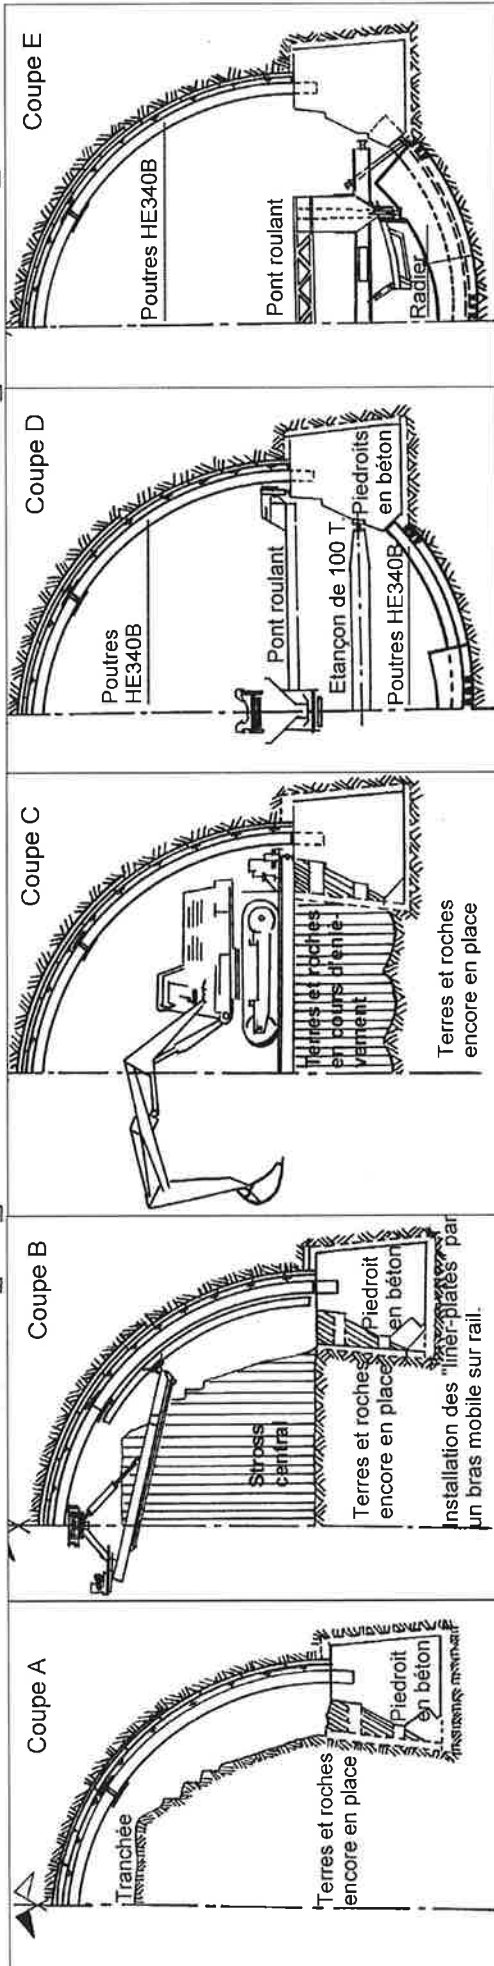 Coupe A
Tranchée
Terres et roches
encore en place
Piedroit
en béton
Coupe B
Stross
central
Terres et roches
encore en place
Piedroit
en béton
Installation des "liner-plates" par
un bras mobile sur rail.
Coupe C
Terres et roches
en cours d'enlè-
vement
Terres et roches
encore en place
Coupe D
Poutres
HE340B
Pont roulant
Etançon de 100 T.
Piedroits
en béton
Poutres HE340B
Coupe E
Poutres HE340B
Pont roulant
Radier